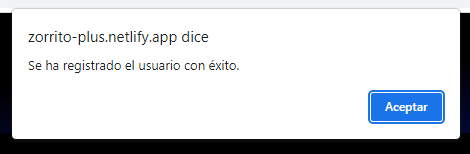 zorrito-plus.netlify.app dice
Se ha registrado el usuario con éxito.
Aceptar